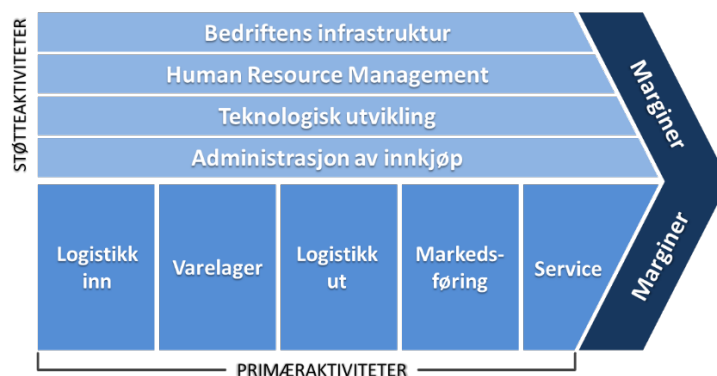 STØTTEAKTIVITETER
Bedriftens infrastruktur
Human Resource Management
Teknologisk utvikling
Administrasjon av innkjøp
Marginer
Logistikk
inn
Varelager
Logistikk
ut
Markeds-
føring
Service
Marginer
PRIMÆRAKTIVITETER